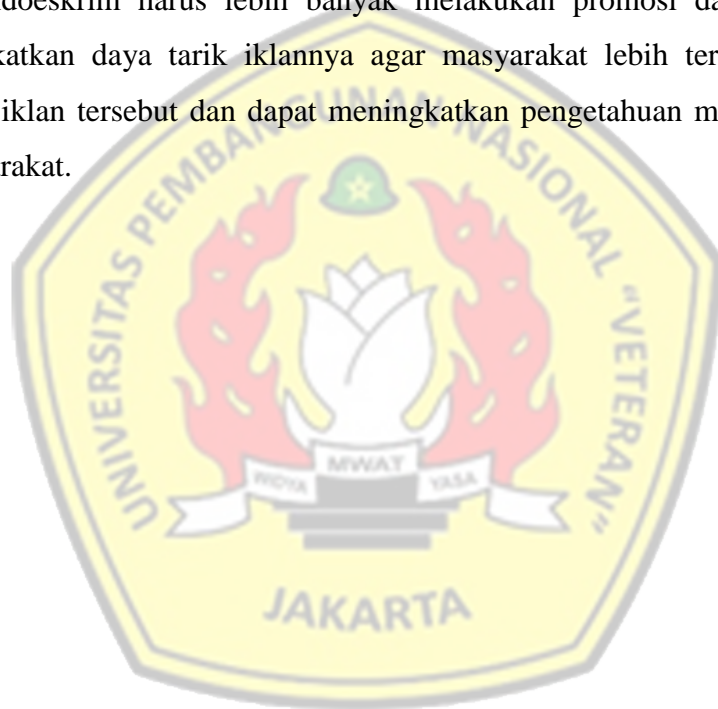 doeskrim harus lebih banyak melakukan promosi da
katkan daya tarik iklannya agar masyarakat lebih ter
iklan tersebut dan dapat meningkatkan pengetahuan m
rakat.
UNIVERSITAS PEMBANGUNAN NASIONAL "VETERAN"
WIDYA MWAT YASA
JAKARTA